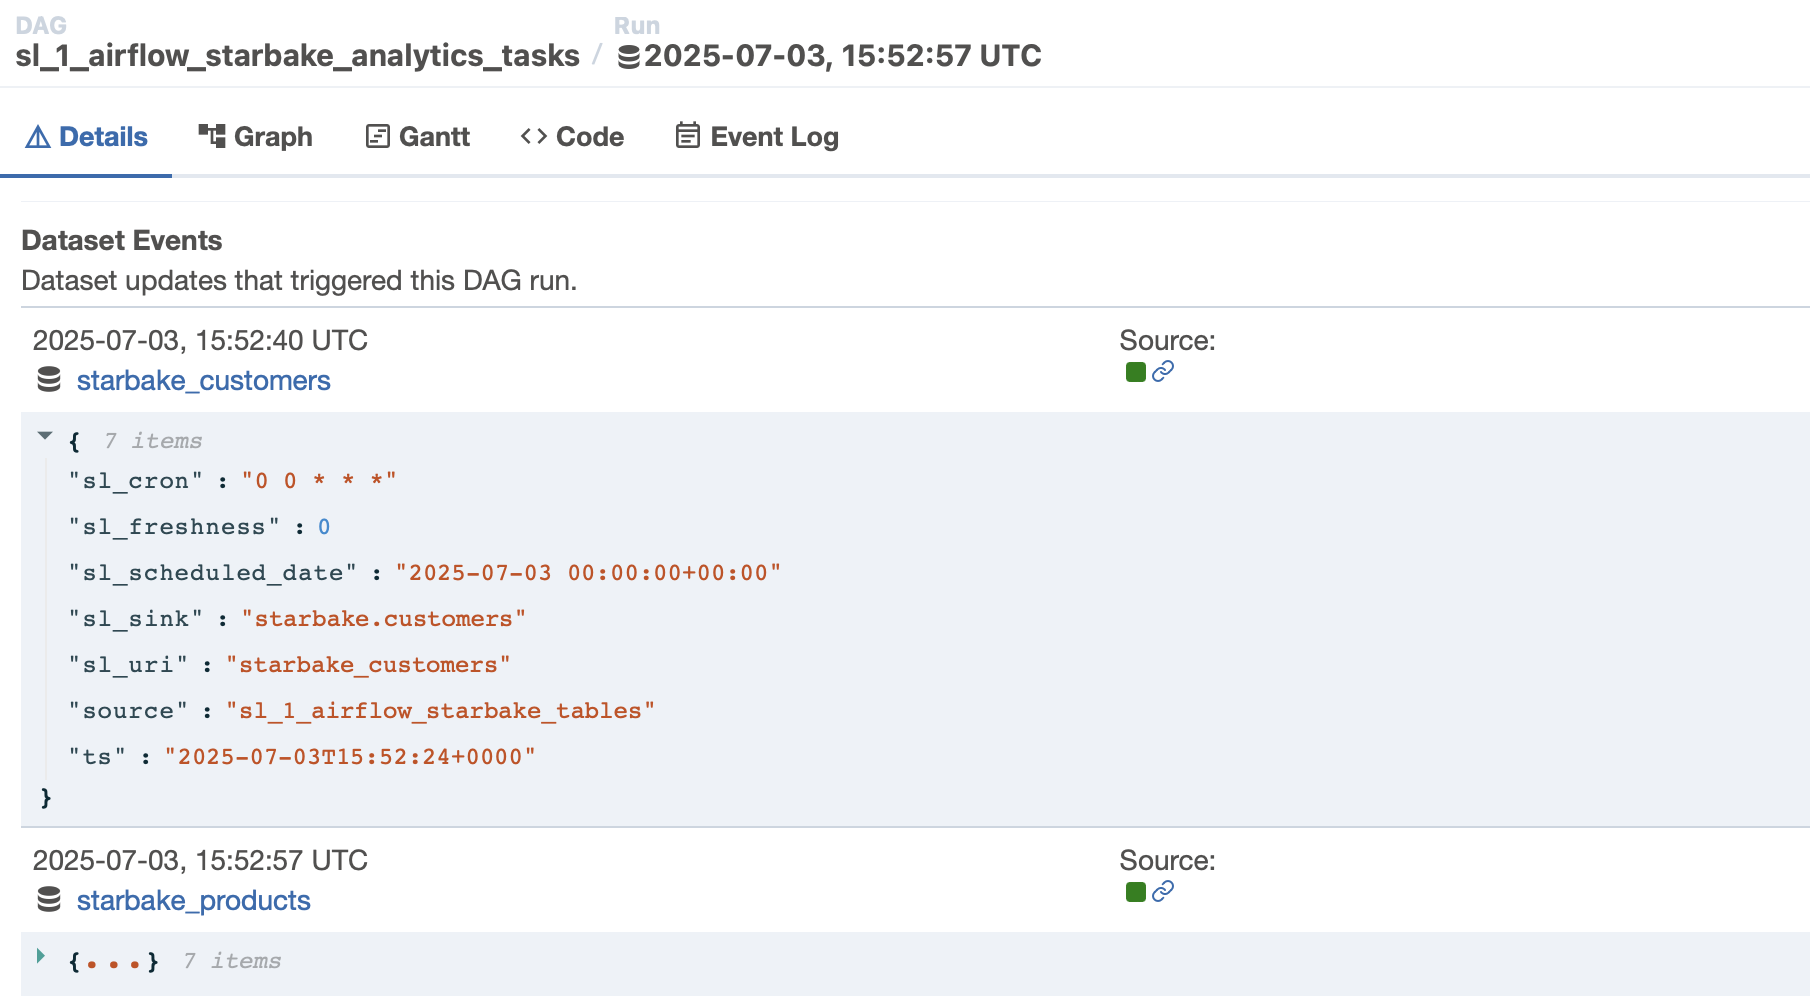 DAG
sl_1_airflow_starbake_analytics_tasks / Run 2025-07-03, 15:52:57 UTC
Details Graph Gantt Code Event Log
Dataset Events
Dataset updates that triggered this DAG run.
2025-07-03, 15:52:40 UTC Source:
starbake_customers
{ 7 items
"sl_cron" : "0 0 * * *"
"sl_freshness" : 0
"sl_scheduled_date" : "2025-07-03 00:00:00+00:00"
"sl_sink" : "starbake.customers"
"sl_uri" : "starbake_customers"
"source" : "sl_1_airflow_starbake_tables"
"ts" : "2025-07-03T15:52:24+0000"
}
2025-07-03, 15:52:57 UTC Source:
starbake_products
{...} 7 items